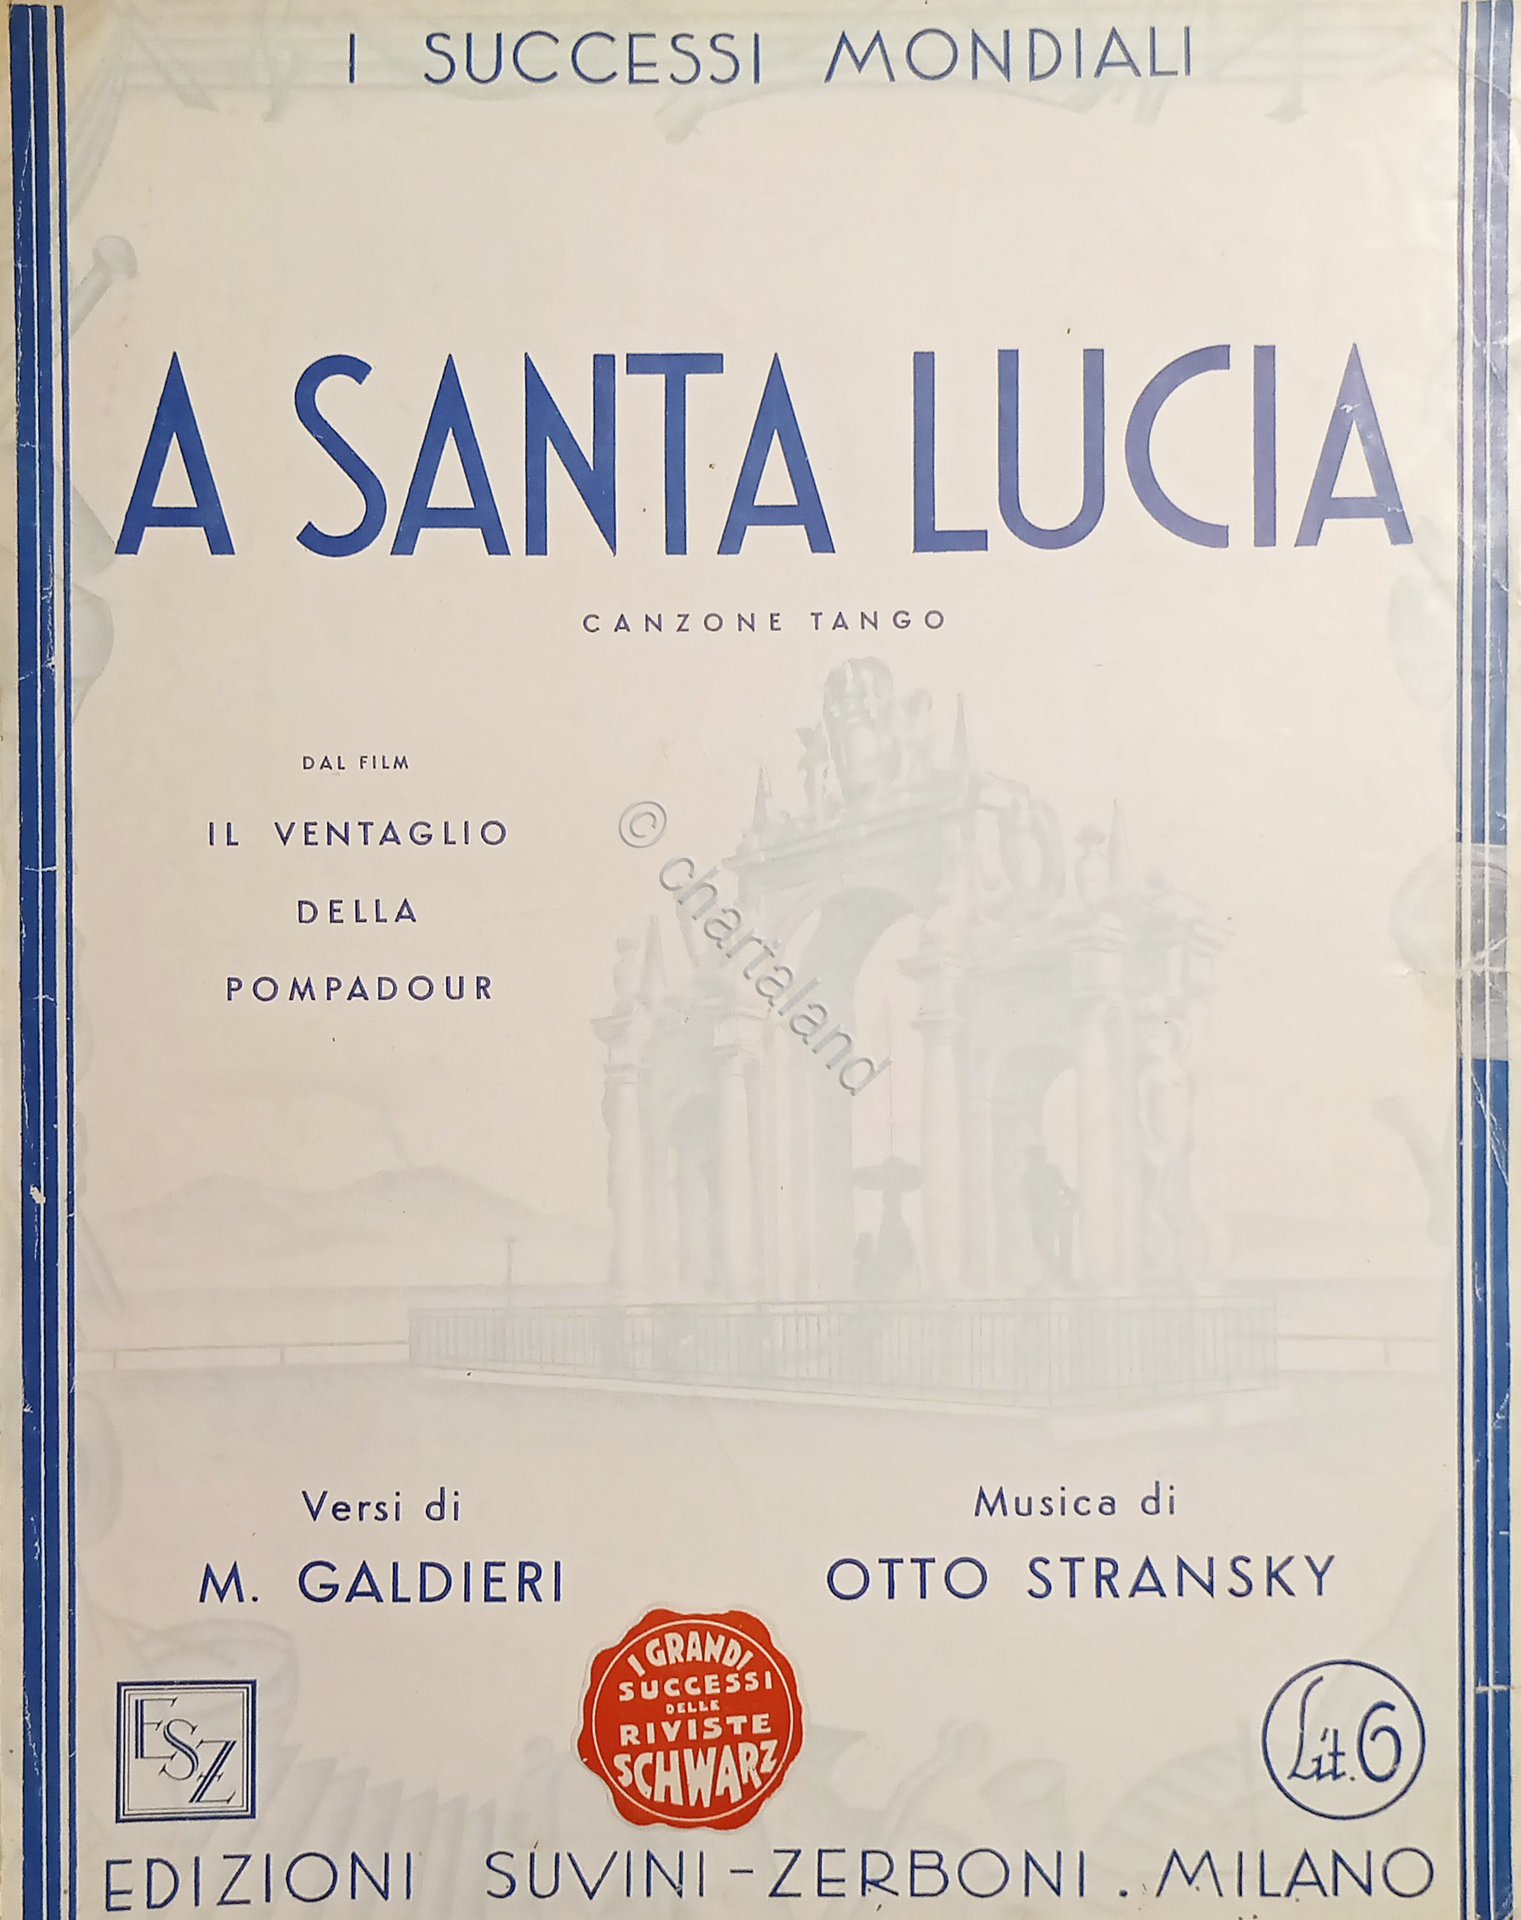 I SUCCESSI MONDIALI
A SANTA LUCIA
CANZONE TANGO
DAL FILM
IL VENTAGLIO
DELLA
POMPADOUR
© chartaland
Versi di
M. GALDIERI
Musica di
OTTO STRANSKY
I GRANDI
SUCCESSI
DELLE
RIVISTE
SCHWARZ
ESZ
Lit. 6
EDIZIONI SUVINI-ZERBONI. MILANO